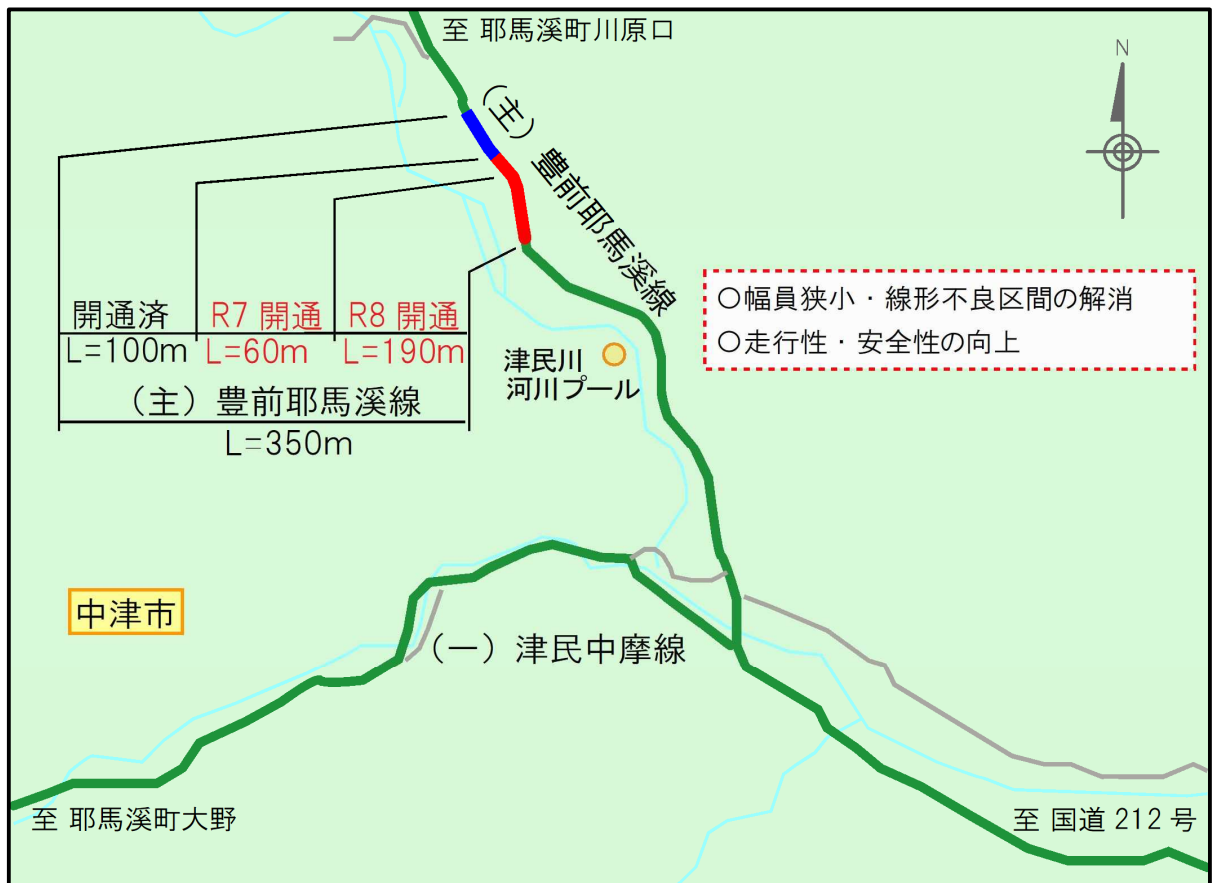 至 耶馬溪町川原口
N
(主) 豊前耶馬溪線
開通済
L=100m
R7 開通
L=60m
R8 開通
L=190m
(主) 豊前耶馬溪線
L=350m
○幅員狭小・線形不良区間の解消
○走行性・安全性の向上
津民川
河川プール
中津市
(一) 津民中摩線
至 耶馬溪町大野
至 国道 212 号